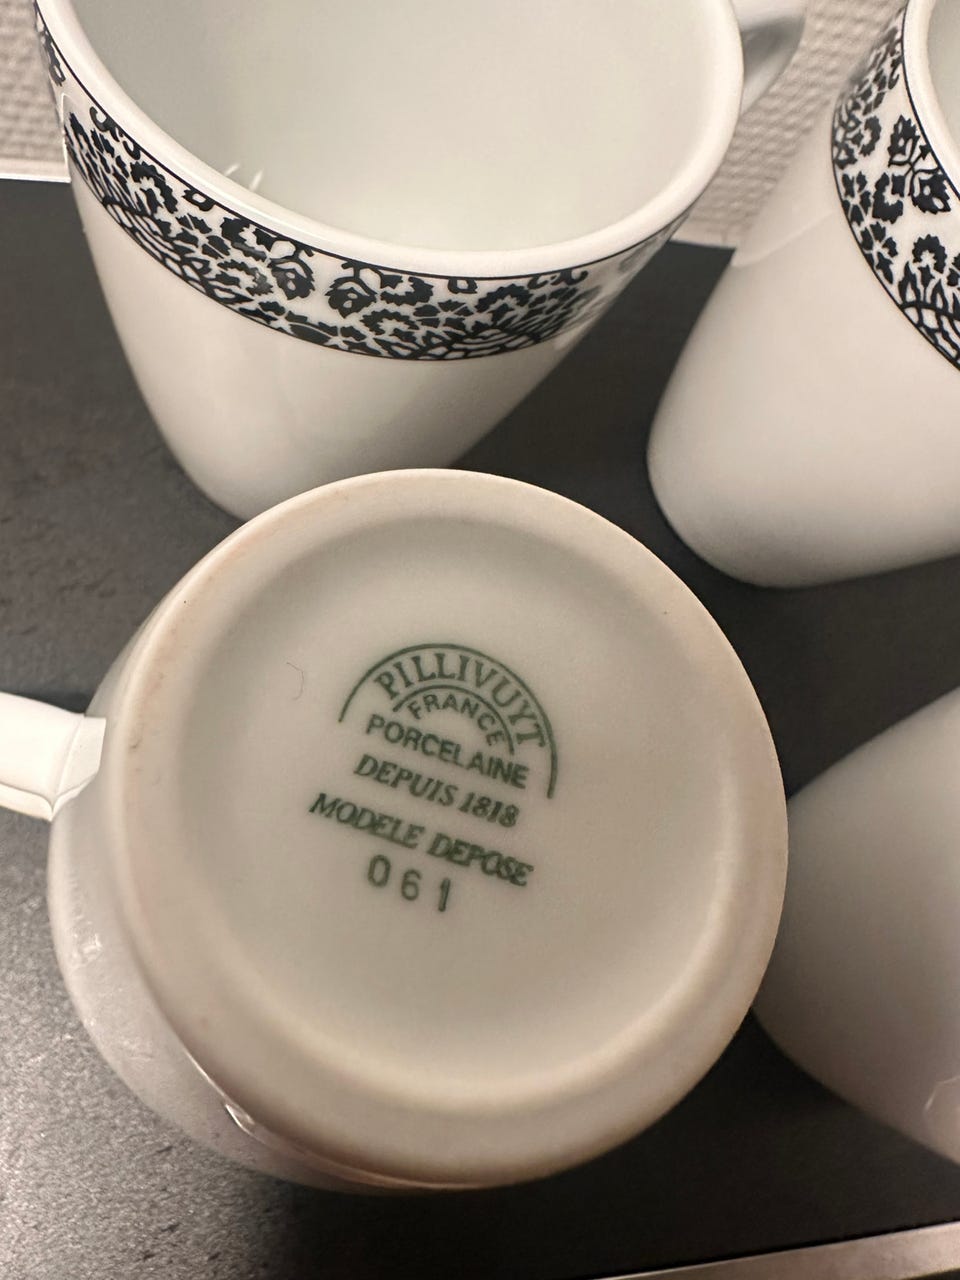 PILLIVUYT
FRANCE
PORCELAINE
DEPUIS 1818
MODELE DEPOSE
061